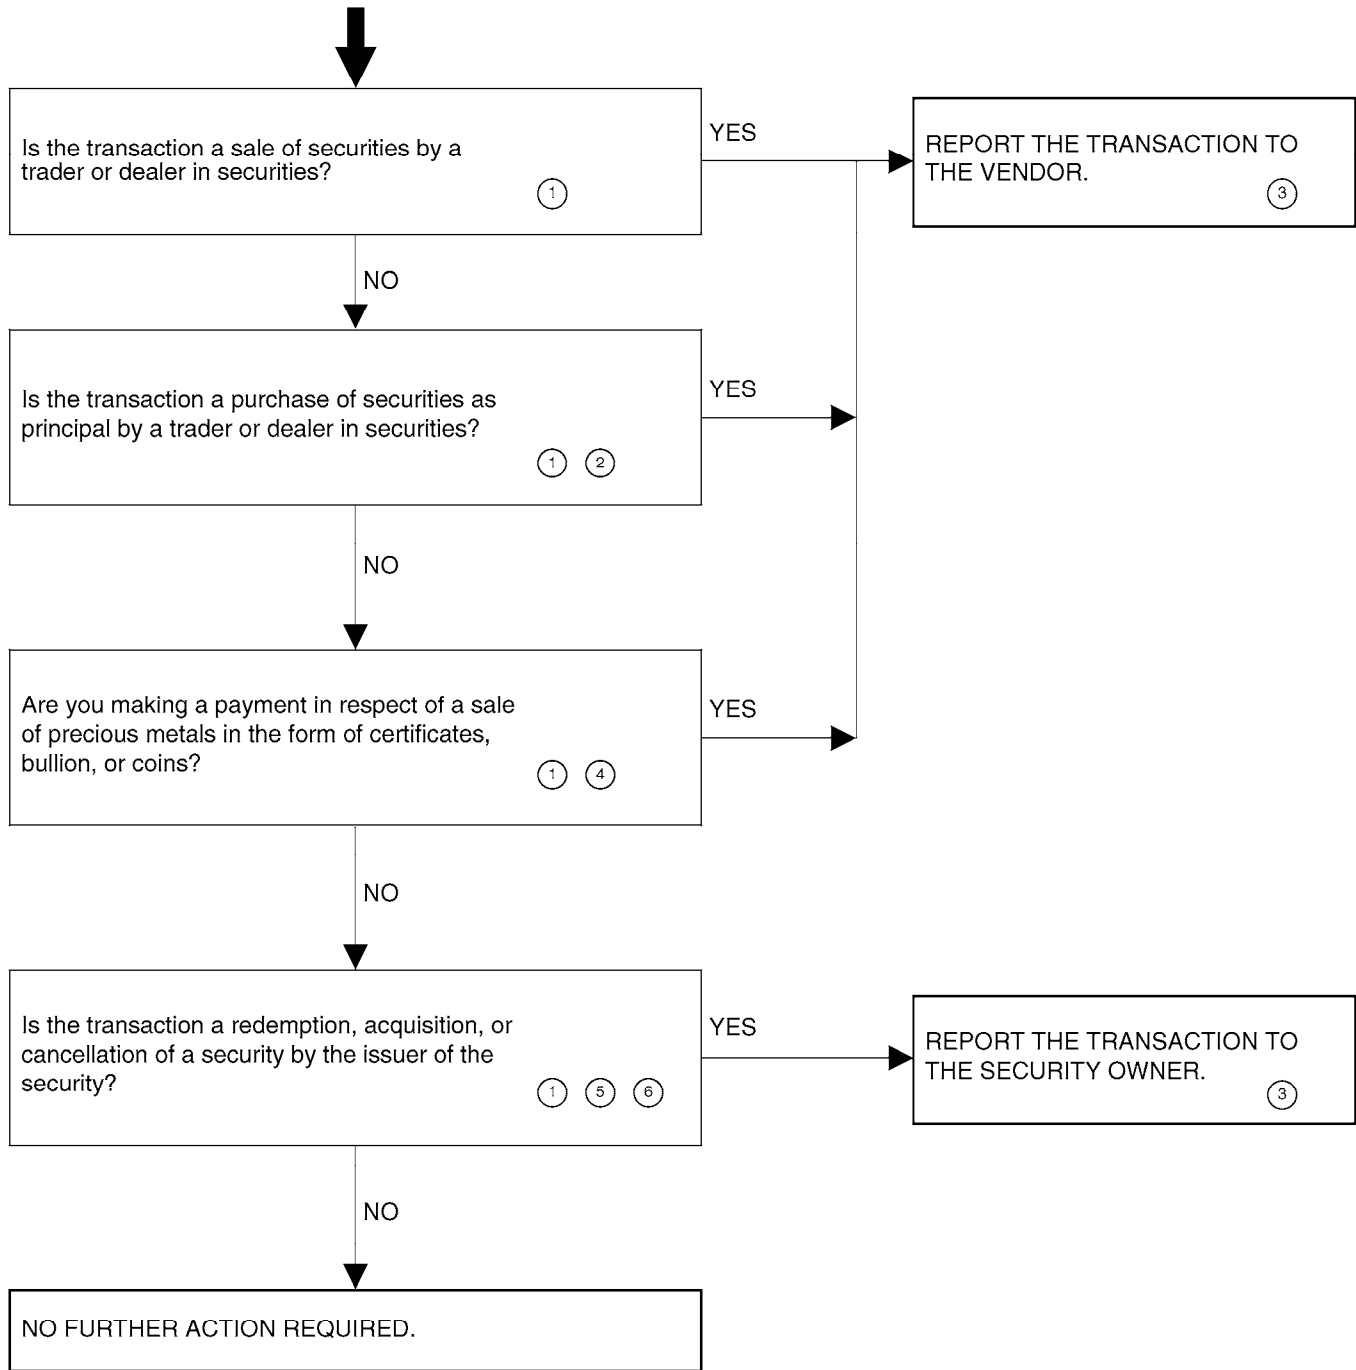 Is the transaction a sale of securities by a
trader or dealer in securities?
1
YES
REPORT THE TRANSACTION TO
THE VENDOR.
3
NO
Is the transaction a purchase of securities as
principal by a trader or dealer in securities?
1 2
YES
NO
Are you making a payment in respect of a sale
of precious metals in the form of certificates,
bullion, or coins?
1 4
YES
NO
Is the transaction a redemption, acquisition, or
cancellation of a security by the issuer of the
security?
1 5 6
YES
REPORT THE TRANSACTION TO
THE SECURITY OWNER.
3
NO
NO FURTHER ACTION REQUIRED.